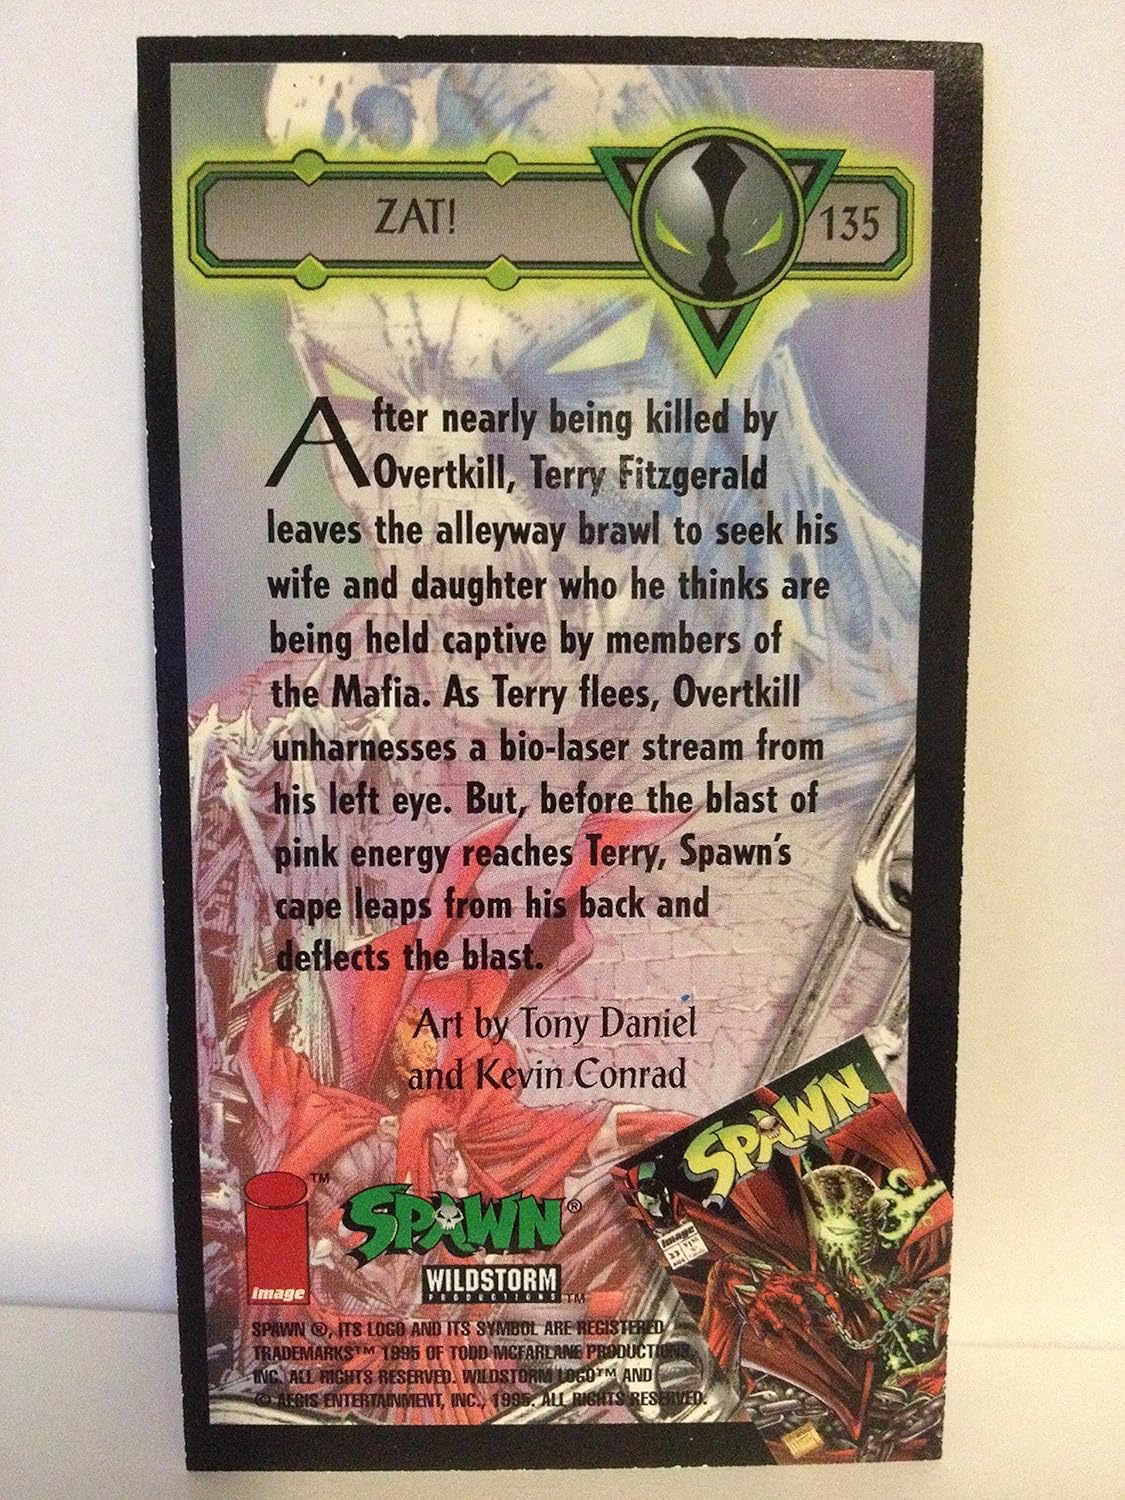 ZAT!
135
After nearly being killed by
Overtkill, Terry Fitzgerald
leaves the alleyway brawl to seek his
wife and daughter who he thinks are
being held captive by members of
the Mafia. As Terry flees, Overtkill
unharnesses a bio-laser stream from
his left eye. But, before the blast of
pink energy reaches Terry, Spawn's
cape leaps from his back and
deflects the blast.
Art by Tony Daniel
and Kevin Conrad
SPAWN
image
33
AUG
TM
image
SPAWN®
WILDSTORM
PRODUCTIONS TM
SPAWN ®, ITS LOGO AND ITS SYMBOL ARE REGISTERED
TRADEMARKS™ 1995 OF TODD MCFARLANE PRODUCTIONS,
INC. ALL RIGHTS RESERVED. WILDSTORM LOGO™ AND
© AEGIS ENTERTAINMENT, INC., 1995. ALL RIGHTS RESERVED.